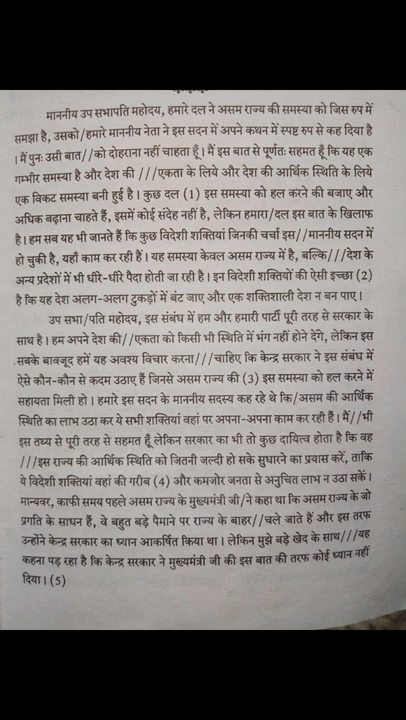 माननीय उप सभापति महोदय, हमारे दल ने असम राज्य की समस्या को जिस रुप में
समझा है, उसको/हमारे माननीय नेता ने इस सदन में अपने कथन में स्पष्ट रुप से कह दिया है
। मैं पुनः उसी बात//को दोहराना नहीं चाहता हूँ। मैं इस बात से पूर्णतः सहमत हूँ कि यह एक
गम्भीर समस्या है और देश की ///एकता के लिये और देश की आर्थिक स्थिति के लिये
एक विकट समस्या बनी हुई है। कुछ दल (1) इस समस्या को हल करने की बजाए और
अधिक बढ़ाना चाहते हैं, इसमें कोई संदेह नहीं है, लेकिन हमारा/दल इस बात के खिलाफ
है। हम सब यह भी जानते हैं कि कुछ विदेशी शक्तियां जिनकी चर्चा इस//माननीय सदन में
हो चुकी है, यहाँ काम कर रही हैं। यह समस्या केवल असम राज्य में है, बल्कि///देश के
अन्य प्रदेशों में भी धीरे-धीरे पैदा होती जा रही है। इन विदेशी शक्तियों की ऐसी इच्छा (2)
है कि यह देश अलग-अलग टुकड़ों में बंट जाए और एक शक्तिशाली देश न बन पाए।
उप सभा/पति महोदय, इस संबंध में हम और हमारी पार्टी पूरी तरह से सरकार के
साथ है। हम अपने देश की//एकता को किसी भी स्थिति में भंग नहीं होने देंगे, लेकिन इस
सबके बावजूद हमें यह अवश्य विचार करना///चाहिए कि केन्द्र सरकार ने इस संबंध में
ऐसे कौन-कौन से कदम उठाए हैं जिनसे असम राज्य की (3) इस समस्या को हल करने में
सहायता मिली हो। हमारे इस सदन के माननीय सदस्य कह रहे थे कि/असम की आर्थिक
स्थिति का लाभ उठा कर ये सभी शक्तियां वहां पर अपना-अपना काम कर रही हैं। मैं//भी
इस तथ्य से पूरी तरह से सहमत हूँ लेकिन सरकार का भी तो कुछ दायित्व होता है कि वह
///इस राज्य की आर्थिक स्थिति को जितनी जल्दी हो सके सुधारने का प्रयास करें, ताकि
ये विदेशी शक्तियां वहां की गरीब (4) और कमजोर जनता से अनुचित लाभ न उठा सकें।
मान्यवर, काफी समय पहले असम राज्य के मुख्यमंत्री जी/ने कहा था कि असम राज्य के जो
प्रगति के साधन हैं, वे बहुत बड़े पैमाने पर राज्य के बाहर//चले जाते हैं और इस तरफ
उन्होंने केन्द्र सरकार का ध्यान आकर्षित किया था। लेकिन मुझे बड़े खेद के साथ///यह
कहना पड़ रहा है कि केन्द्र सरकार ने मुख्यमंत्री जी की इस बात की तरफ कोई ध्यान नहीं
दिया। (5)